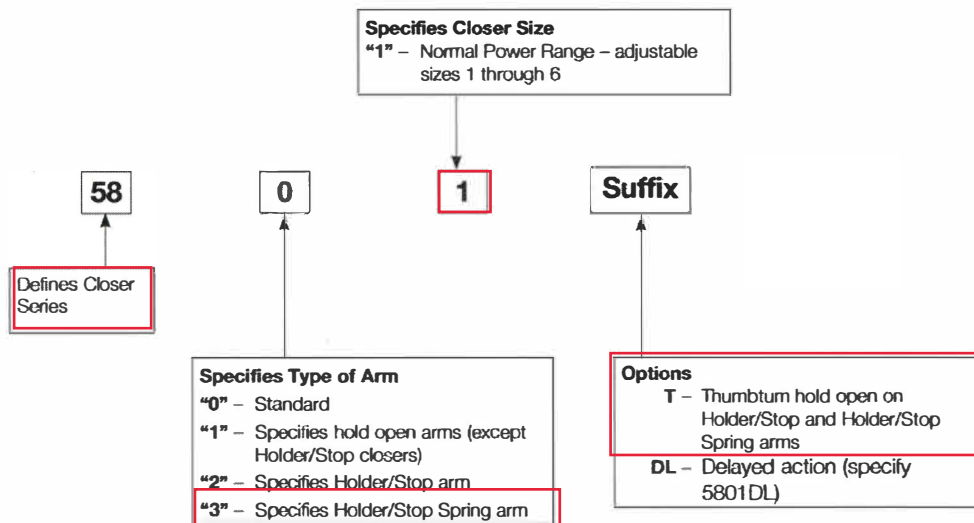 Specifies Closer Size
"1" – Normal Power Range – adjustable
sizes 1 through 6
58
0
1
Suffix
Defines Closer
Series
Specifies Type of Arm
"0" – Standard
"1" – Specifies hold open arms (except
Holder/Stop closers)
"2" – Specifies Holder/Stop arm
"3" – Specifies Holder/Stop Spring arm
Options
T – Thumbturn hold open on
Holder/Stop and Holder/Stop
Spring arms
DL – Delayed action (specify
5801DL)